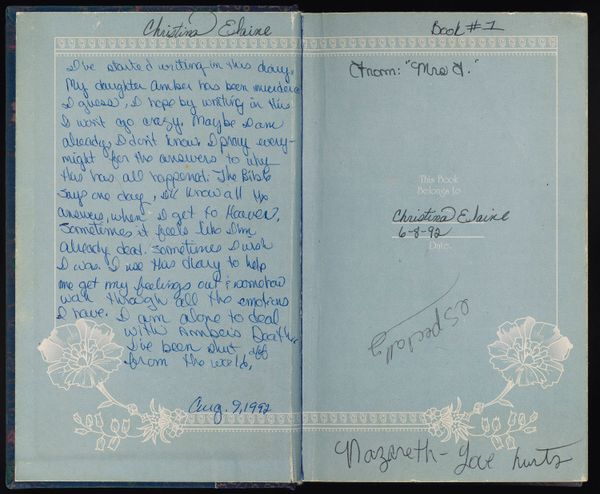 Christina Elaine
I've started writing in this diary.
My daughter Amber has been murdered
I guess, I hope by writing in this
I wont go crazy. Maybe I am
already, I don't know. I pray every-
night for the answers to why
this has all happened. The Bible
says one day, I'll know all the
answers, when I get to Heaven.
Sometimes it feels like I'm
already dead. Sometimes I wish
I was. I use this diary to help
me get my feelings out & somehow
walk through all the emotions
I have. I am alone to deal
with Ambers Death.
I've been shut off
from the world.
Aug. 9, 1992
Book #1
From: "Mrs J."
This Book
Belongs to
Christina Elaine
6-8-92
Date
especially
Nazareth - Love hurts